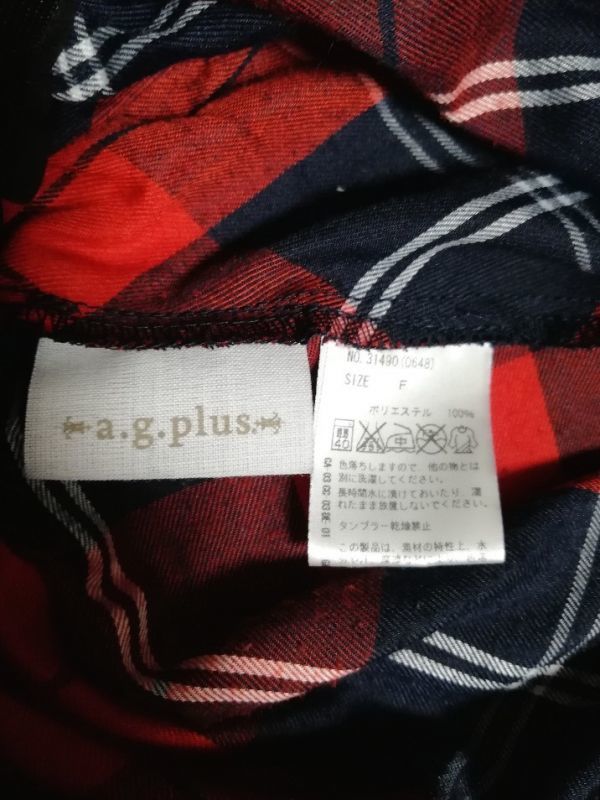 a.g.plus
NO. 31490(0648)
SIZE F
ポリエステル 100%
色落ちしますので、他の物とは
別に洗濯してください。
長時間水に漬けておいたり、濡
れたまま放置しないでください。
タンブラー乾燥禁止
この製品は、素材の特性上、水